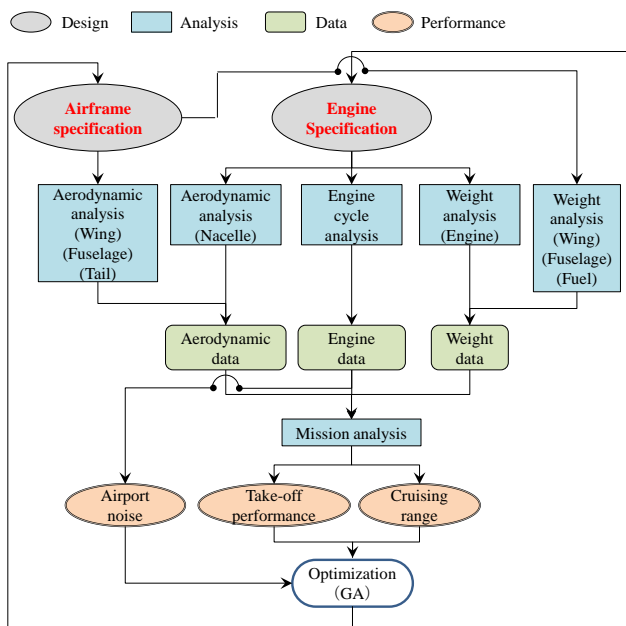 Design
Analysis
Data
Performance
Airframe
specification
Engine
Specification
Aerodynamic
analysis
(Wing)
(Fuselage)
(Tail)
Aerodynamic
analysis
(Nacelle)
Engine
cycle
analysis
Weight
analysis
(Engine)
Weight
analysis
(Wing)
(Fuselage)
(Fuel)
Aerodynamic
data
Engine
data
Weight
data
Mission analysis
Airport
noise
Take-off
performance
Cruising
range
Optimization
(GA)